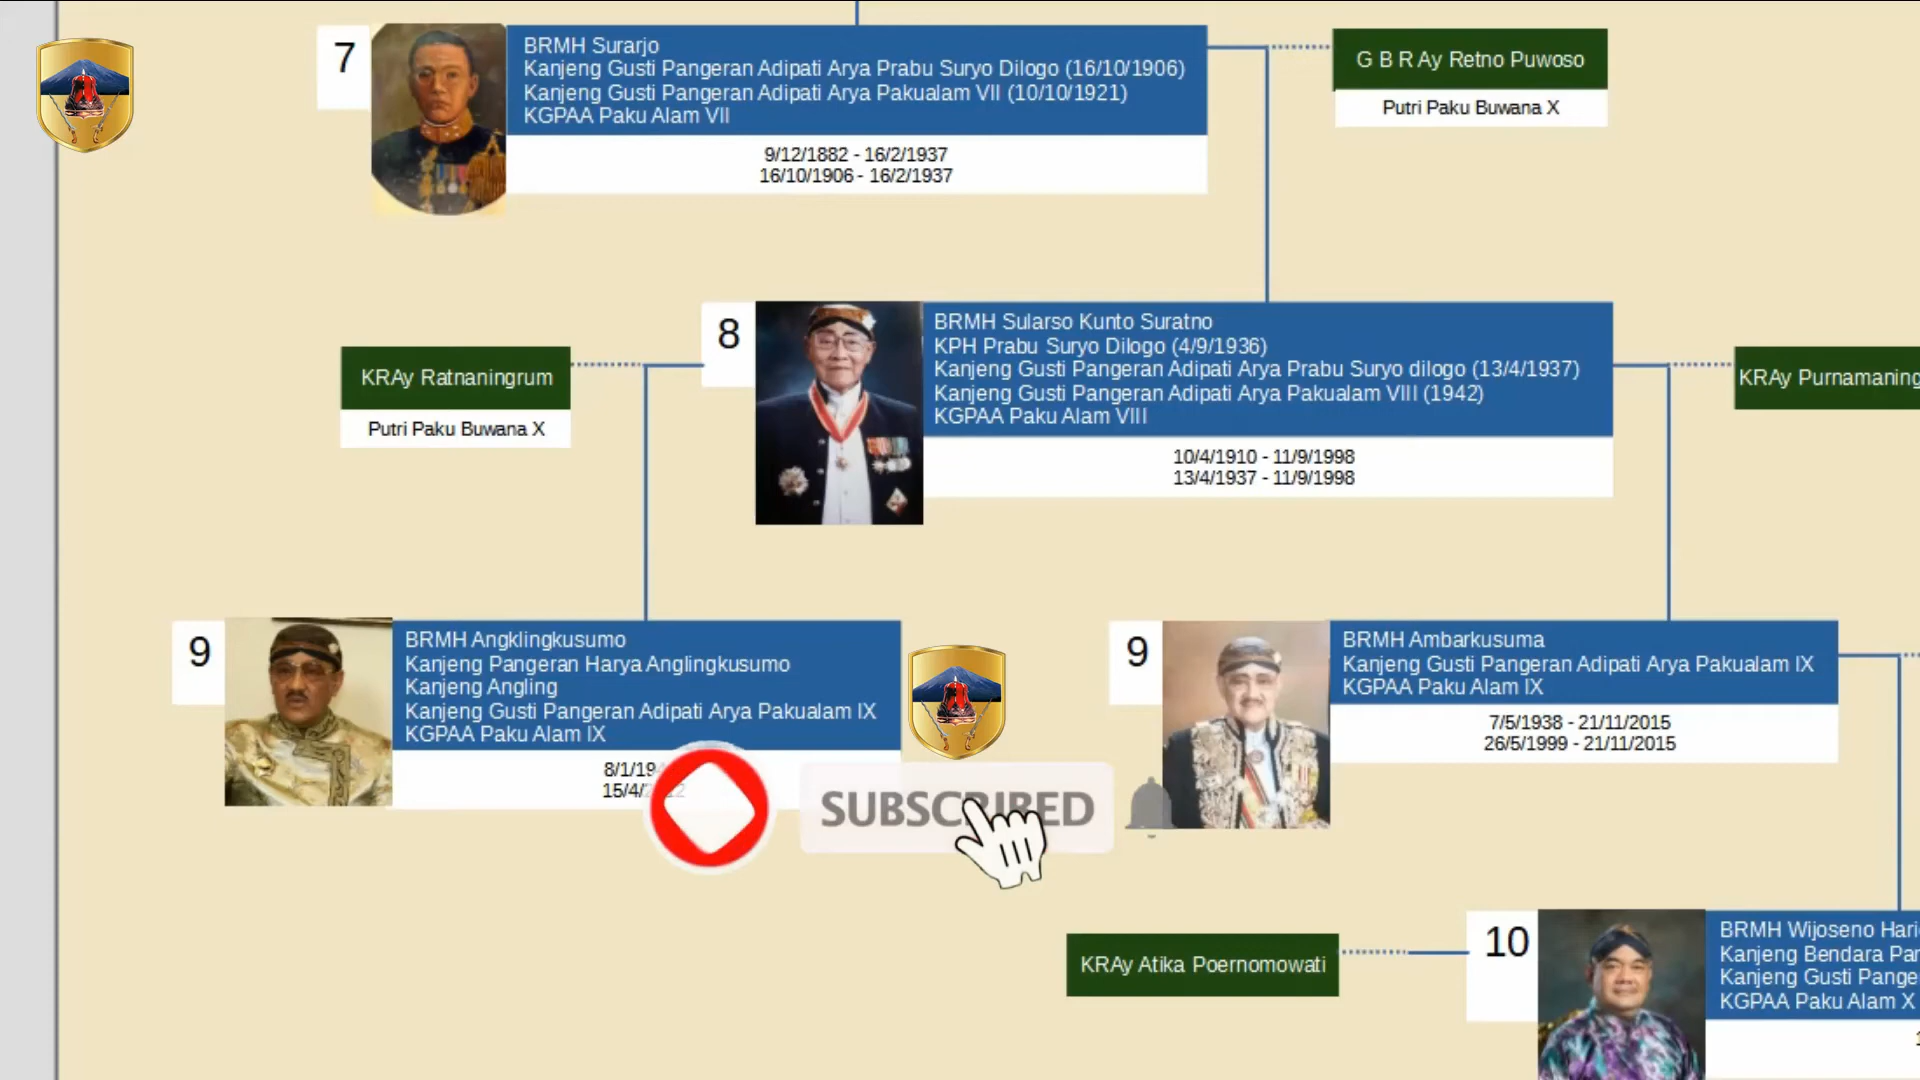 7
BRMH Surarjo
Kanjeng Gusti Pangeran Adipati Arya Prabu Suryo Dilogo (16/10/1906)
Kanjeng Gusti Pangeran Adipati Arya Pakualam VII (10/10/1921)
KGPAA Paku Alam VII
9/12/1882 - 16/2/1937
16/10/1906 - 16/2/1937
G B R Ay Retno Puwoso
Putri Paku Buwana X
KRAy Ratnaningrum
Putri Paku Buwana X
8
BRMH Sularso Kunto Suratno
KPH Prabu Suryo Dilogo (4/9/1936)
Kanjeng Gusti Pangeran Adipati Arya Prabu Suryo dilogo (13/4/1937)
Kanjeng Gusti Pangeran Adipati Arya Pakualam VIII (1942)
KGPAA Paku Alam VIII
10/4/1910 - 11/9/1998
13/4/1937 - 11/9/1998
KRAy Purnamaning
9
BRMH Angklingkusumo
Kanjeng Pangeran Harya Anglingkusumo
Kanjeng Angling
Kanjeng Gusti Pangeran Adipati Arya Pakualam IX
KGPAA Paku Alam IX
SUBSCRIBED
9
BRMH Ambarkusuma
Kanjeng Gusti Pangeran Adipati Arya Pakualam IX
KGPAA Paku Alam IX
7/5/1938 - 21/11/2015
26/5/1999 - 21/11/2015
KRAy Atika Poernomowati
10
BRMH Wijoseno Hari
Kanjeng Bendara Pa
Kanjeng Gusti Pange
KGPAA Paku Alam X